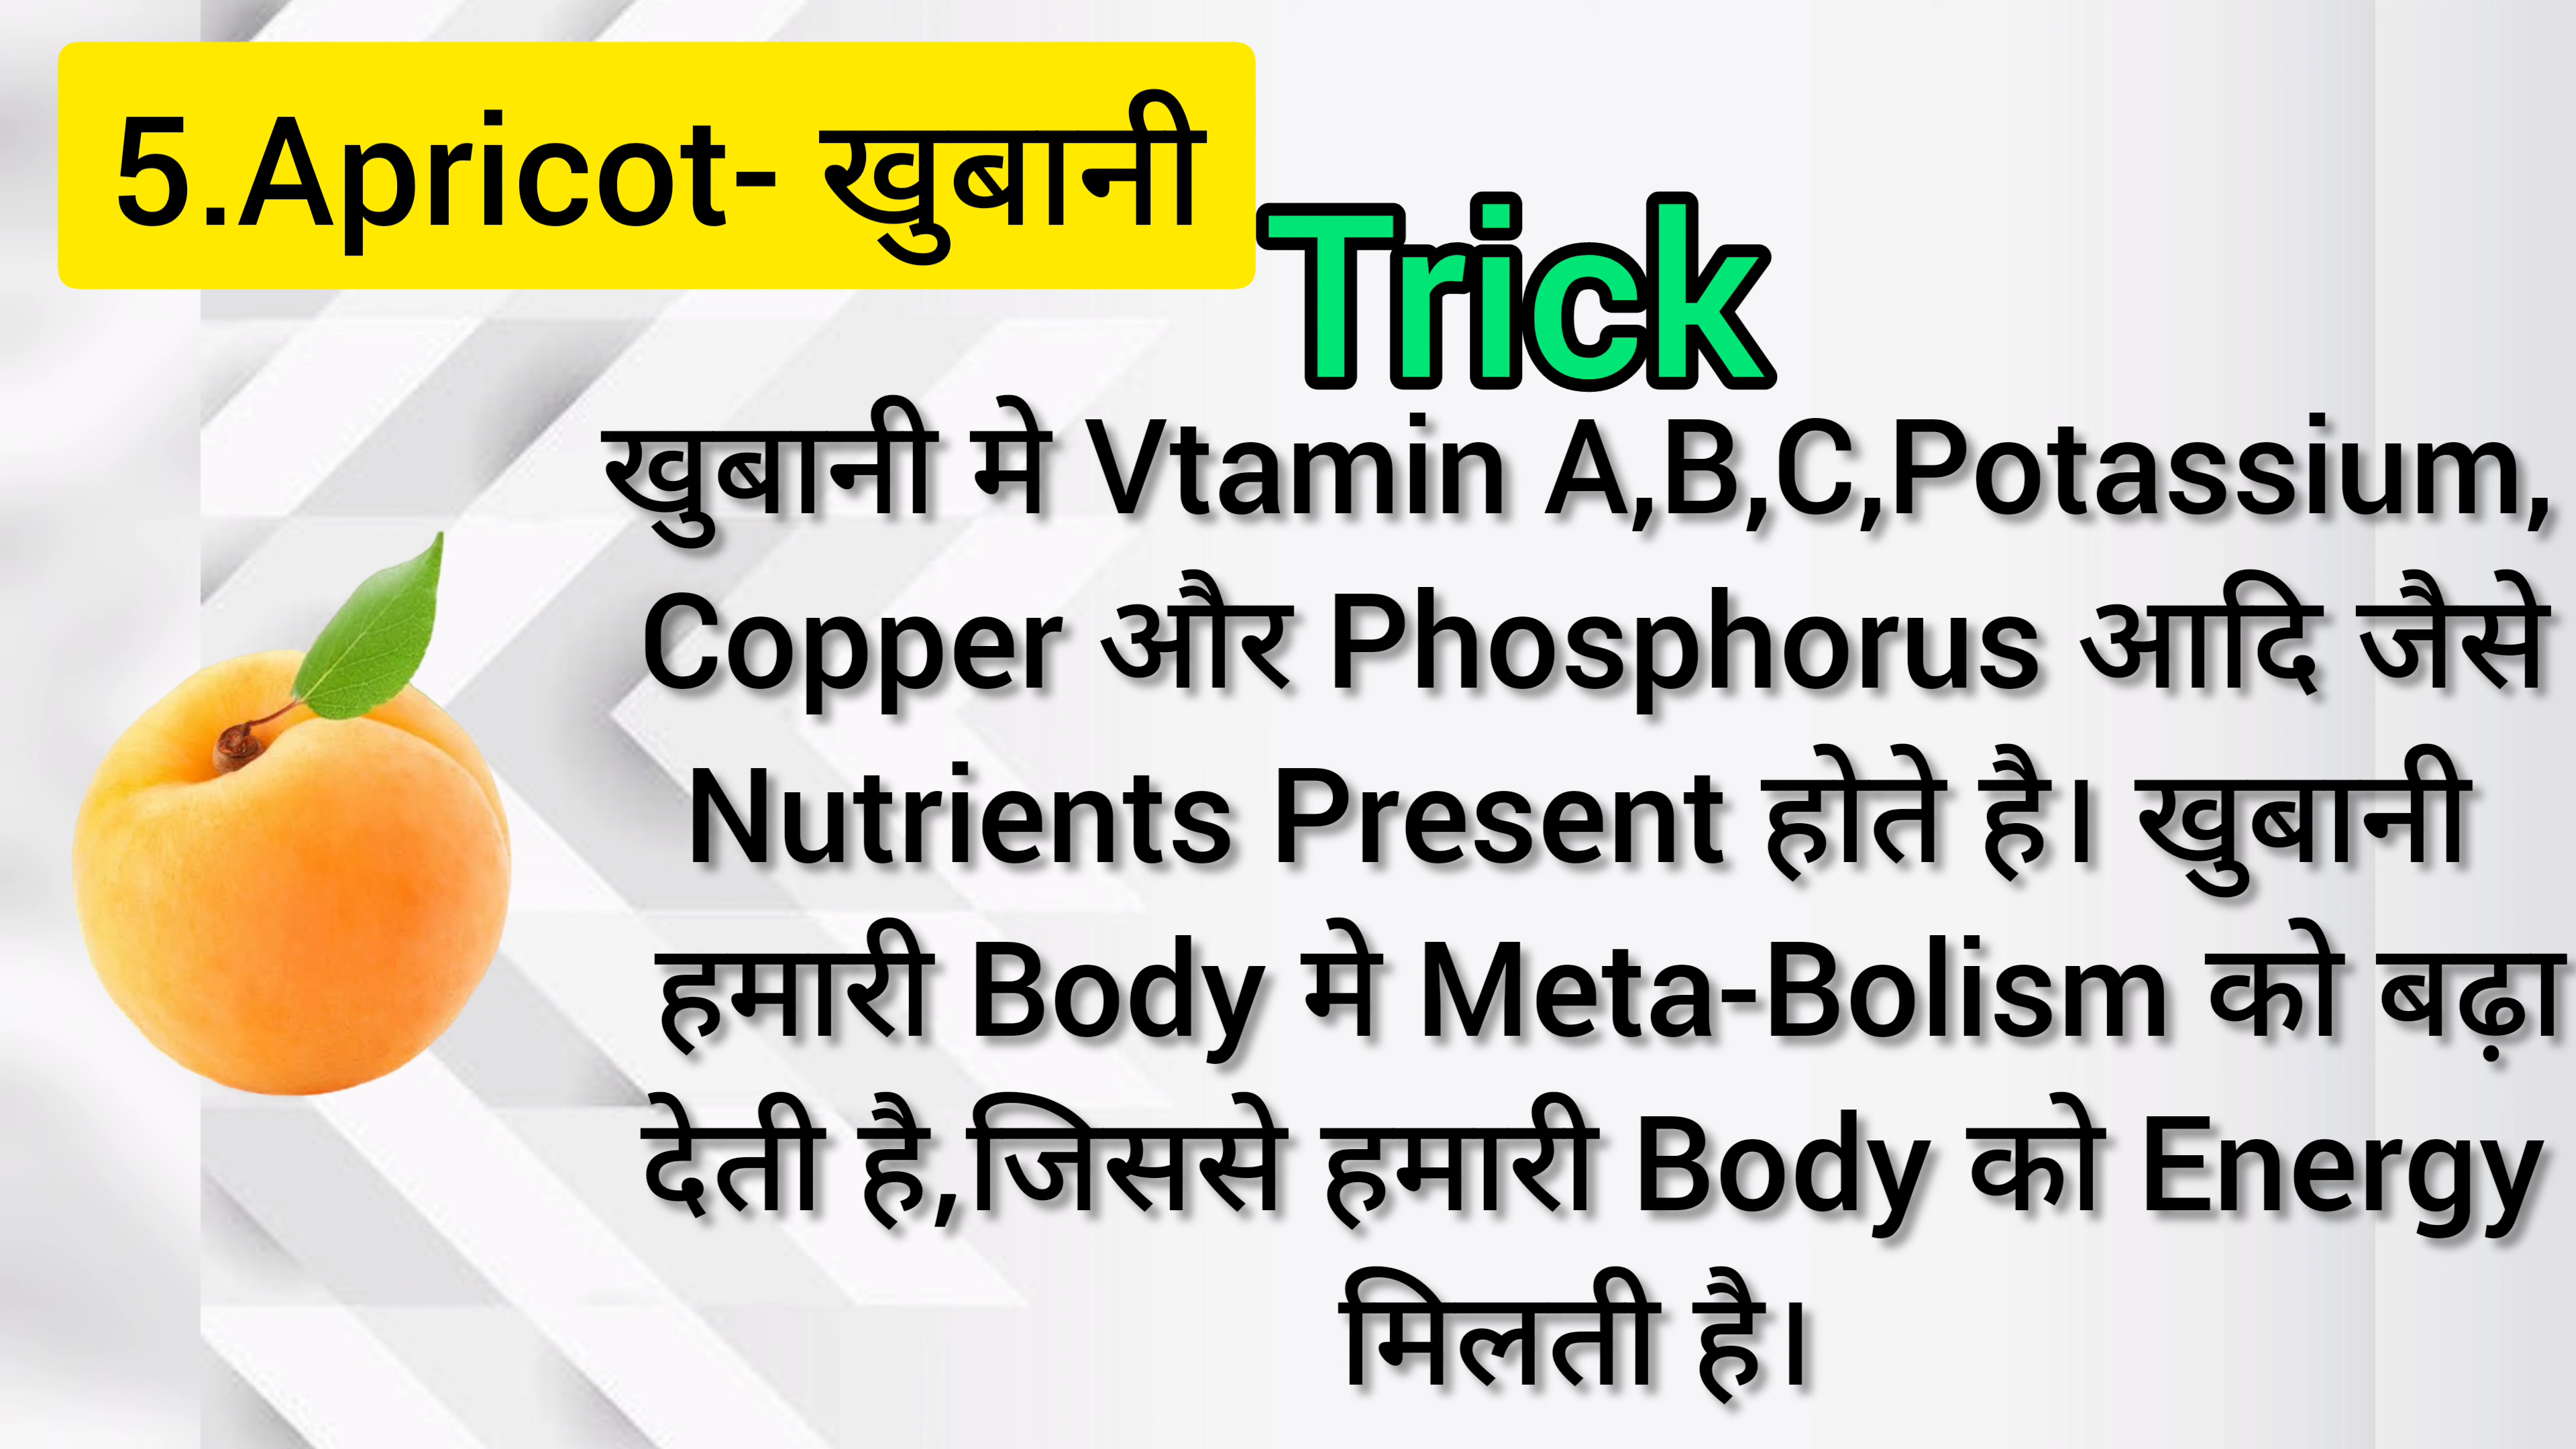 5.Apricot- खुबानी
Trick
खुबानी मे Vtamin A,B,C,Potassium,
Copper और Phosphorus आदि जैसे
Nutrients Present होते है। खुबानी
हमारी Body मे Meta-Bolism को बढ़ा
देती है,जिससे हमारी Body को Energy
मिलती है।